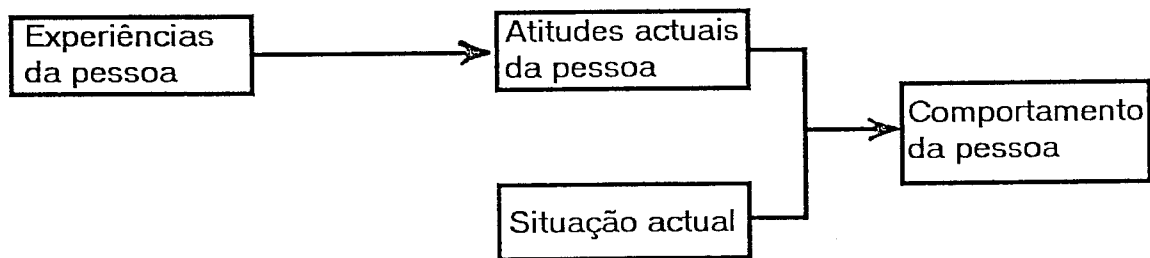 Experiências
da pessoa
Atitudes actuais
da pessoa
Comportamento
da pessoa
Situação actual